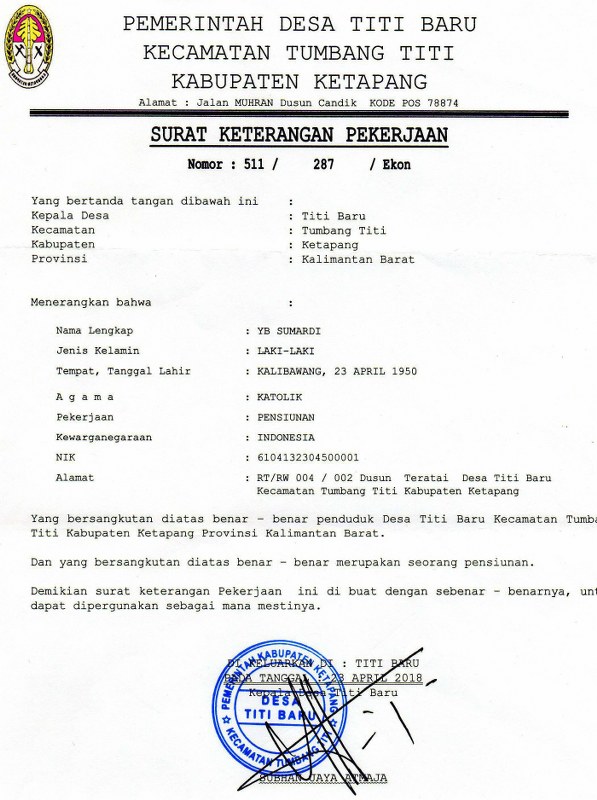 PEMERINTAH DESA TITI BARU
KECAMATAN TUMBANG TITI
KABUPATEN KETAPANG
Alamat : Jalan MUHRAN Dusun Candik  KODE POS 78874
SURAT KETERANGAN PEKERJAAN
Nomor : 511 / 287 / Ekon
Yang bertanda tangan dibawah ini :
Kepala Desa : Titi Baru
Kecamatan : Tumbang Titi
Kabupaten : Ketapang
Provinsi : Kalimantan Barat
Menerangkan bahwa :
Nama Lengkap : YB SUMARDI
Jenis Kelamin : LAKI-LAKI
Tempat, Tanggal Lahir : KALIBAWANG, 23 APRIL 1950
A g a m a : KATOLIK
Pekerjaan : PENSIUNAN
Kewarganegaraan : INDONESIA
NIK : 6104132304500001
Alamat : RT/RW 004 / 002 Dusun  Teratai  Desa Titi Baru
Kecamatan Tumbang Titi Kabupaten Ketapang
Yang bersangkutan diatas benar – benar penduduk Desa Titi Baru Kecamatan Tumba
Titi Kabupaten Ketapang Provinsi Kalimantan Barat.
Dan yang bersangkutan diatas benar – benar merupakan seorang pensiunan.
Demikian surat keterangan Pekerjaan  ini di buat dengan sebenar – benarnya, unt
dapat dipergunakan sebagai mana mestinya.
DI KELUARKAN DI : TITI BARU
PADA TANGGAL : 23 APRIL 2018
Kepala Desa Titi Baru
PEMERINTAH KABUPATEN KETAPANG
DESA
TITI BARU
KECAMATAN TUMBANG TITI
SUBHAN JAYA ATMAJA